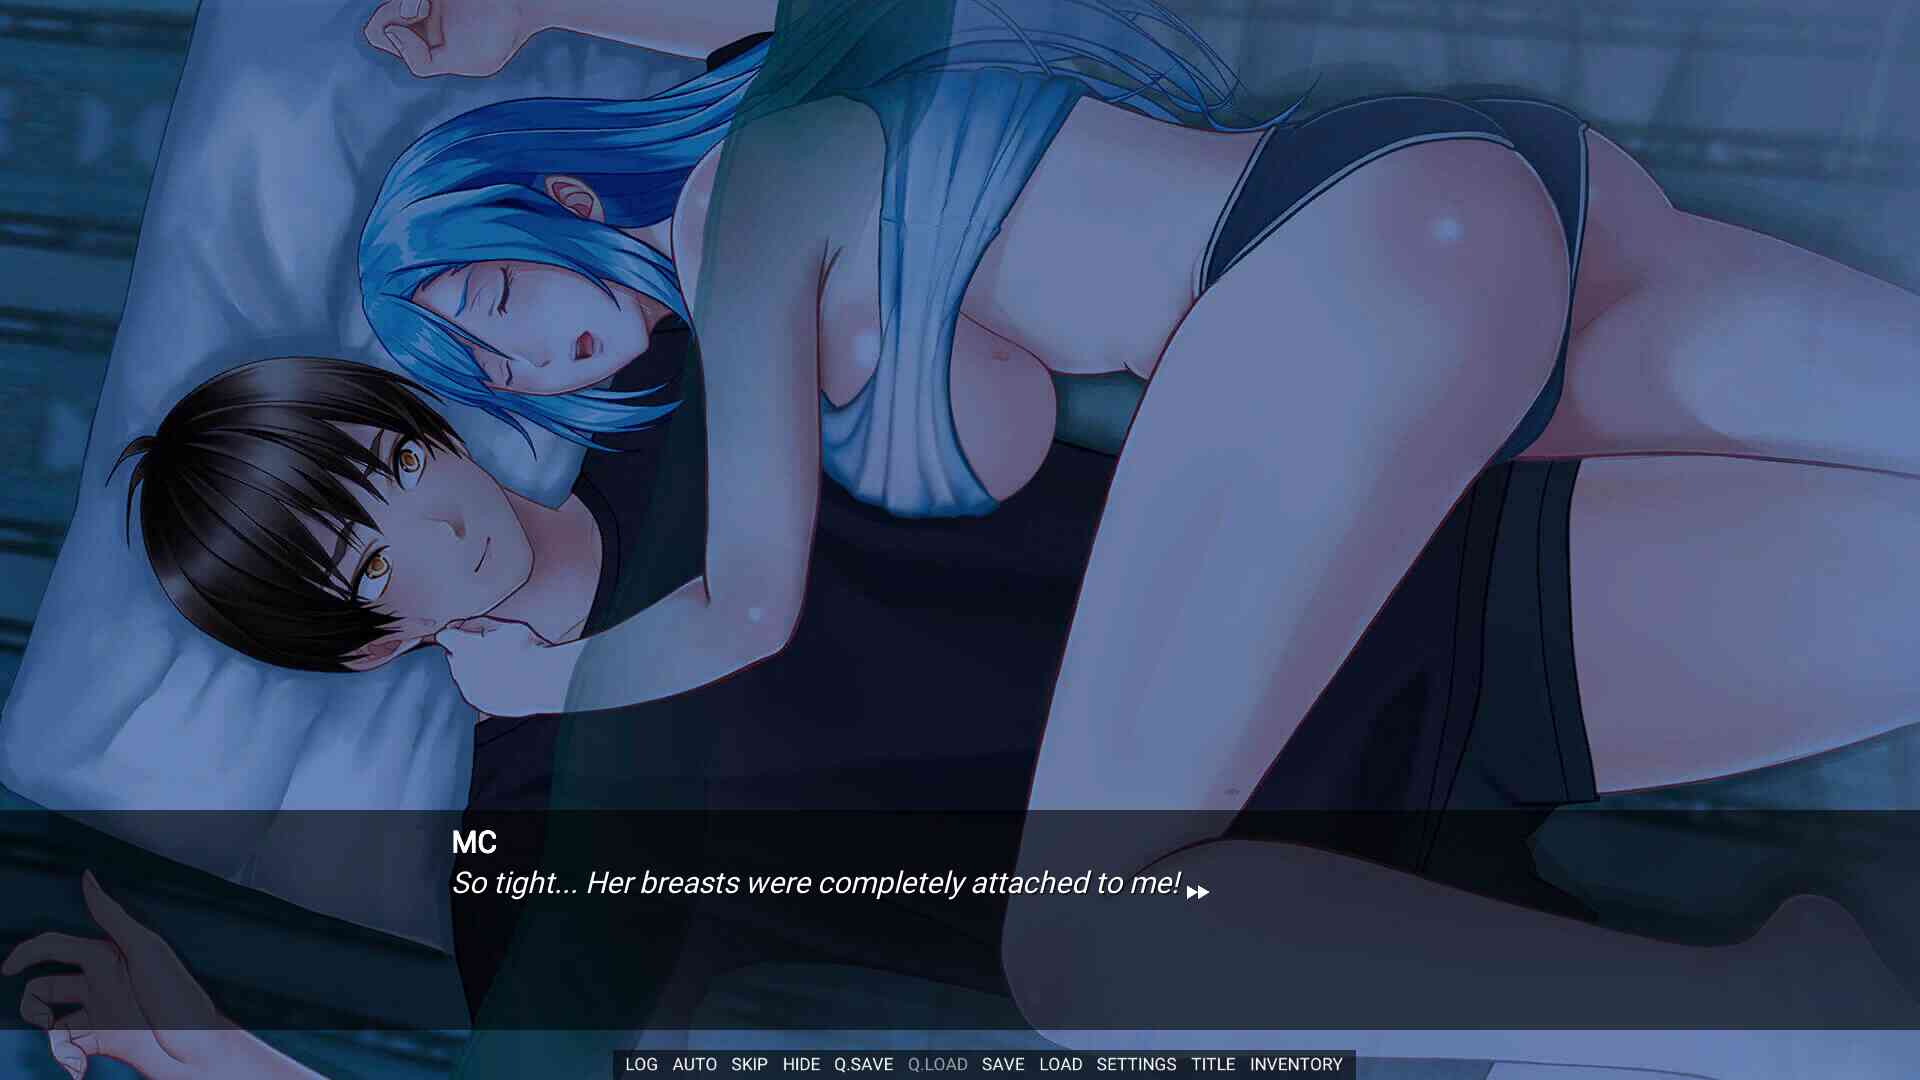 MC
So tight... Her breasts were completely attached to me!
LOG AUTO SKIP HIDE Q.SAVE Q.LOAD SAVE LOAD SETTINGS TITLE INVENTORY